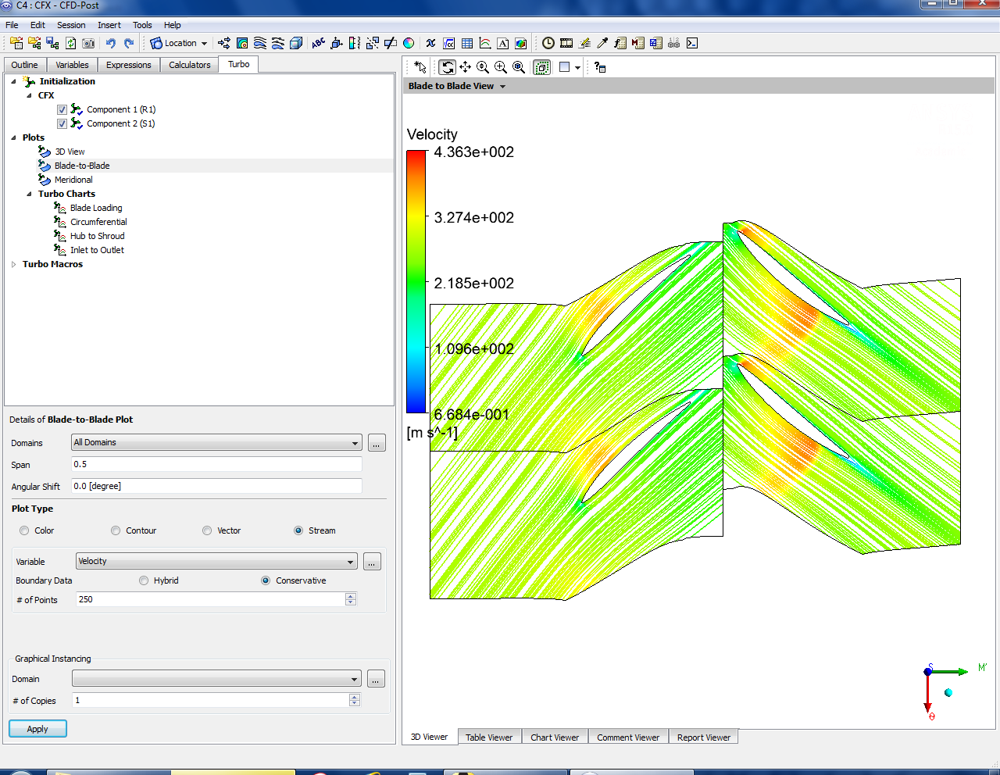 C4 : CFX - CFD-Post
File Edit Session Insert Tools Help
Location
Outline Variables Expressions Calculators Turbo
Initialization
CFX
Component 1 (R1)
Component 2 (S1)
Plots
3D View
Blade-to-Blade
Meridional
Turbo Charts
Blade Loading
Circumferential
Hub to Shroud
Inlet to Outlet
Turbo Macros
Details of Blade-to-Blade Plot
Domains All Domains ...
Span 0.5
Angular Shift 0.0 [degree]
Plot Type
Color Contour Vector Stream
Variable Velocity ...
Boundary Data Hybrid Conservative
# of Points 250
Graphical Instancing
Domain ...
# of Copies 1
Apply
Blade to Blade View
Velocity
4.363e+002
3.274e+002
2.185e+002
1.096e+002
6.684e-001
[m s^-1]
S
M'
θ
3D Viewer Table Viewer Chart Viewer Comment Viewer Report Viewer